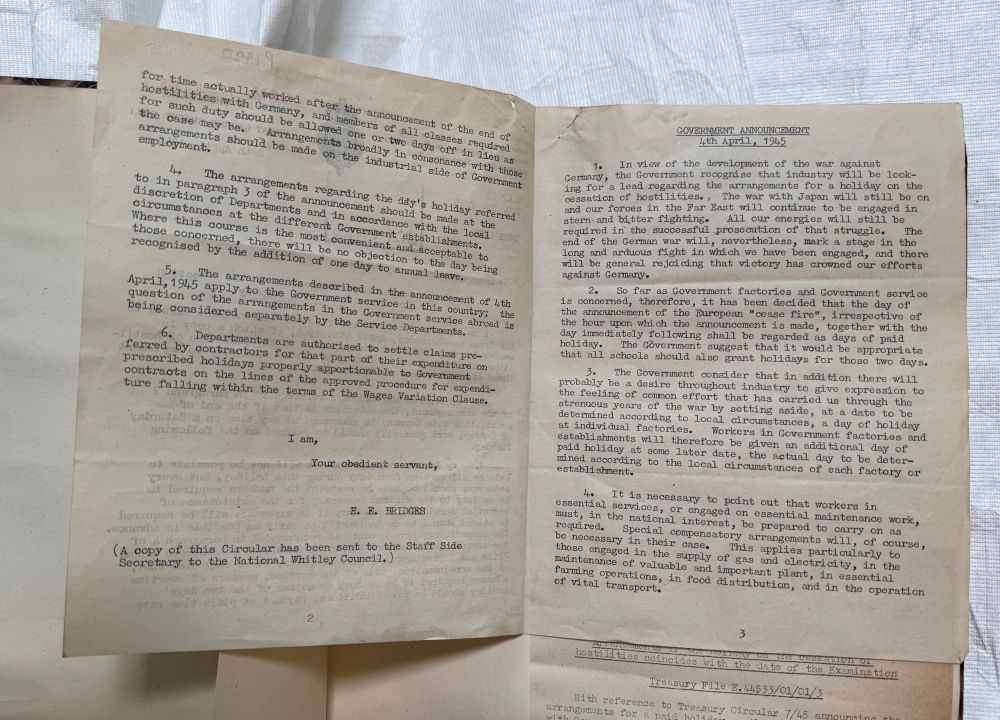 for time actually worked after the announcement of the end of
hostilities with Germany, and members of all classes required
for such duty should be allowed one or two days off in lieu as
the case may be. Arrangements broadly in consonance with those
arrangements should be made on the industrial side of Government
employment.
4. The arrangements regarding the day's holiday referred
to in paragraph 3 of the announcement should be made at the
discretion of Departments and in accordance with the local
circumstances at the different Government establishments.
Where this course is the most convenient and acceptable to
those concerned, there will be no objection to the day being
recognised by the addition of one day to annual leave.
5. The arrangements described in the announcement of 4th
April, 1945 apply to the Government service in this country; the
question of the arrangements in the Government service abroad is
being considered separately by the Service Departments.
6. Departments are authorised to settle claims pre-
ferred by contractors for that part of their expenditure on
prescribed holidays properly apportionable to Government
contracts on the lines of the approved procedure for expendi-
ture falling within the terms of the Wages Variation Clause.
I am,
Your obedient servant,
E. E. BRIDGES
(A copy of this Circular has been sent to the Staff Side
Secretary to the National Whitley Council.)
2
GOVERNMENT ANNOUNCEMENT
4th April, 1945
1. In view of the development of the war against
Germany, the Government recognise that industry will be look-
ing for a lead regarding the arrangements for a holiday on the
cessation of hostilities. The war with Japan will still be on
and our forces in the Far East will continue to be engaged in
stern and bitter fighting. All our energies will still be
required in the successful prosecution of that struggle. The
end of the German war will, nevertheless, mark a stage in the
long and arduous fight in which we have been engaged, and there
will be general rejoicing that victory has crowned our efforts
against Germany.
2. So far as Government factories and Government service
is concerned, therefore, it has been decided that the day of
the announcement of the European "cease fire", irrespective of
the hour upon which the announcement is made, together with the
day immediately following shall be regarded as days of paid
holiday. The Government suggest that it would be appropriate
that all schools should also grant holidays for those two days.
3. The Government consider that in addition there will
probably be a desire throughout industry to give expression to
the feeling of common effort that has carried us through the
strenuous years of the war by setting aside, at a date to be
determined according to local circumstances, a day of holiday
at individual factories. Workers in Government factories and
establishments will therefore be given an additional day of
paid holiday at some later date, the actual day to be deter-
mined according to the local circumstances of each factory or
establishment.
4. It is necessary to point out that workers in
essential services, or engaged on essential maintenance work,
must, in the national interest, be prepared to carry on as
required. Special compensatory arrangements will, of course,
be necessary in their case. This applies particularly to
those engaged in the supply of gas and electricity, in the
maintenance of valuable and important plant, in essential
farming operations, in food distribution, and in the operation
of vital transport.
3
hostilities coincides with the date of the Examination
Treasury File E.44533/01/01/3
With reference to Treasury Circular 7/45 announcing the
arrangements for a paid holiday